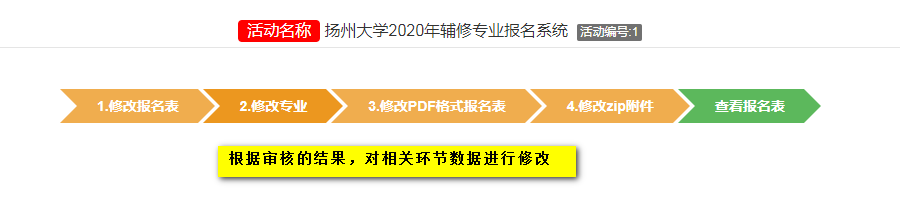 活动名称 扬州大学2020年辅修专业报名系统 活动编号:1
1.修改报名表 2.修改专业 3.修改PDF格式报名表 4.修改zip附件 查看报名表
根据审核的结果，对相关环节数据进行修改